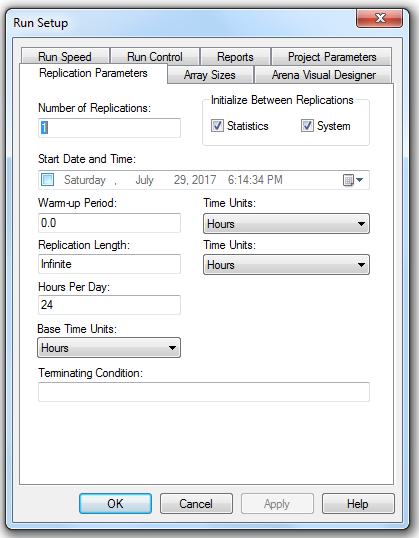 Run Setup
Run Speed Run Control Reports Project Parameters
Replication Parameters Array Sizes Arena Visual Designer
Number of Replications:
1
Initialize Between Replications
Statistics System
Start Date and Time:
Saturday , July 29, 2017 6:14:34 PM
Warm-up Period: Time Units:
0.0 Hours
Replication Length: Time Units:
Infinite Hours
Hours Per Day:
24
Base Time Units:
Hours
Terminating Condition:
OK Cancel Apply Help